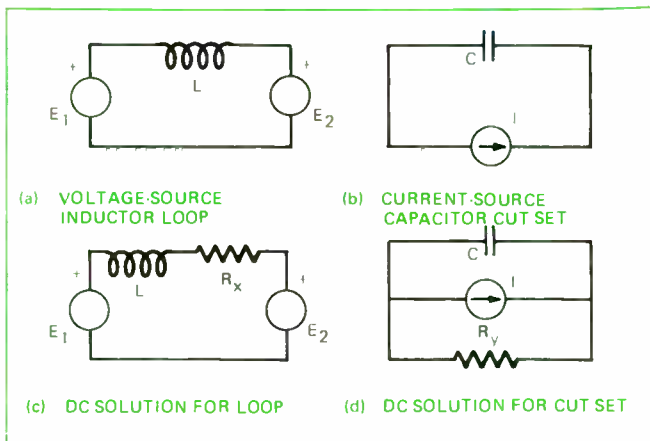 +
E1
L
+
E2
C
I
(a) VOLTAGE-SOURCE
INDUCTOR LOOP
(b) CURRENT-SOURCE
CAPACITOR CUT SET
+
E1
L
Rx
+
E2
C
I
Ry
(c) DC SOLUTION FOR LOOP
(d) DC SOLUTION FOR CUT SET